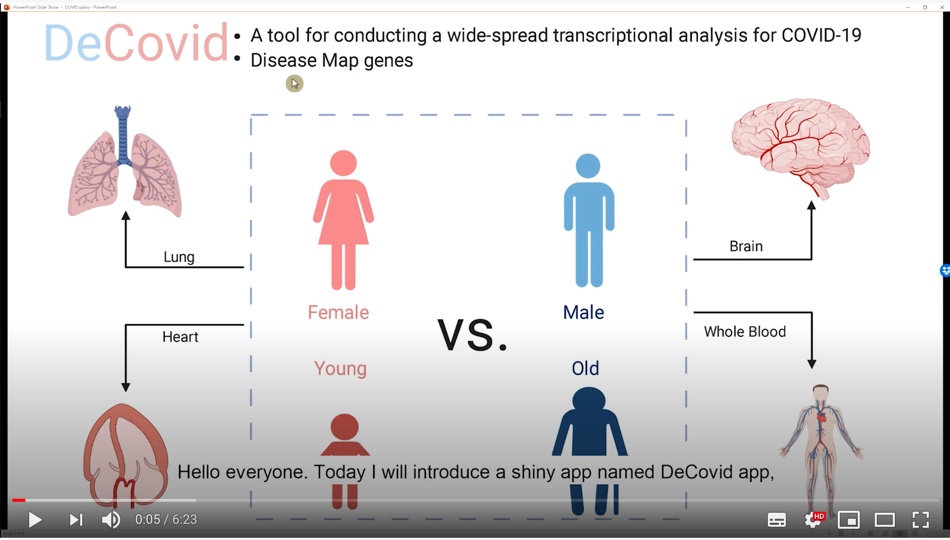 PowerPoint Slide Show - COVID video - PowerPoint
DeCovid
• A tool for conducting a wide-spread transcriptional analysis for COVID-19
• Disease Map genes
Lung
Brain
Female
Male
vs.
Heart
Whole Blood
Young
Old
Hello everyone. Today I will introduce a shiny app named DeCovid app,
0:05 / 6:23
HD